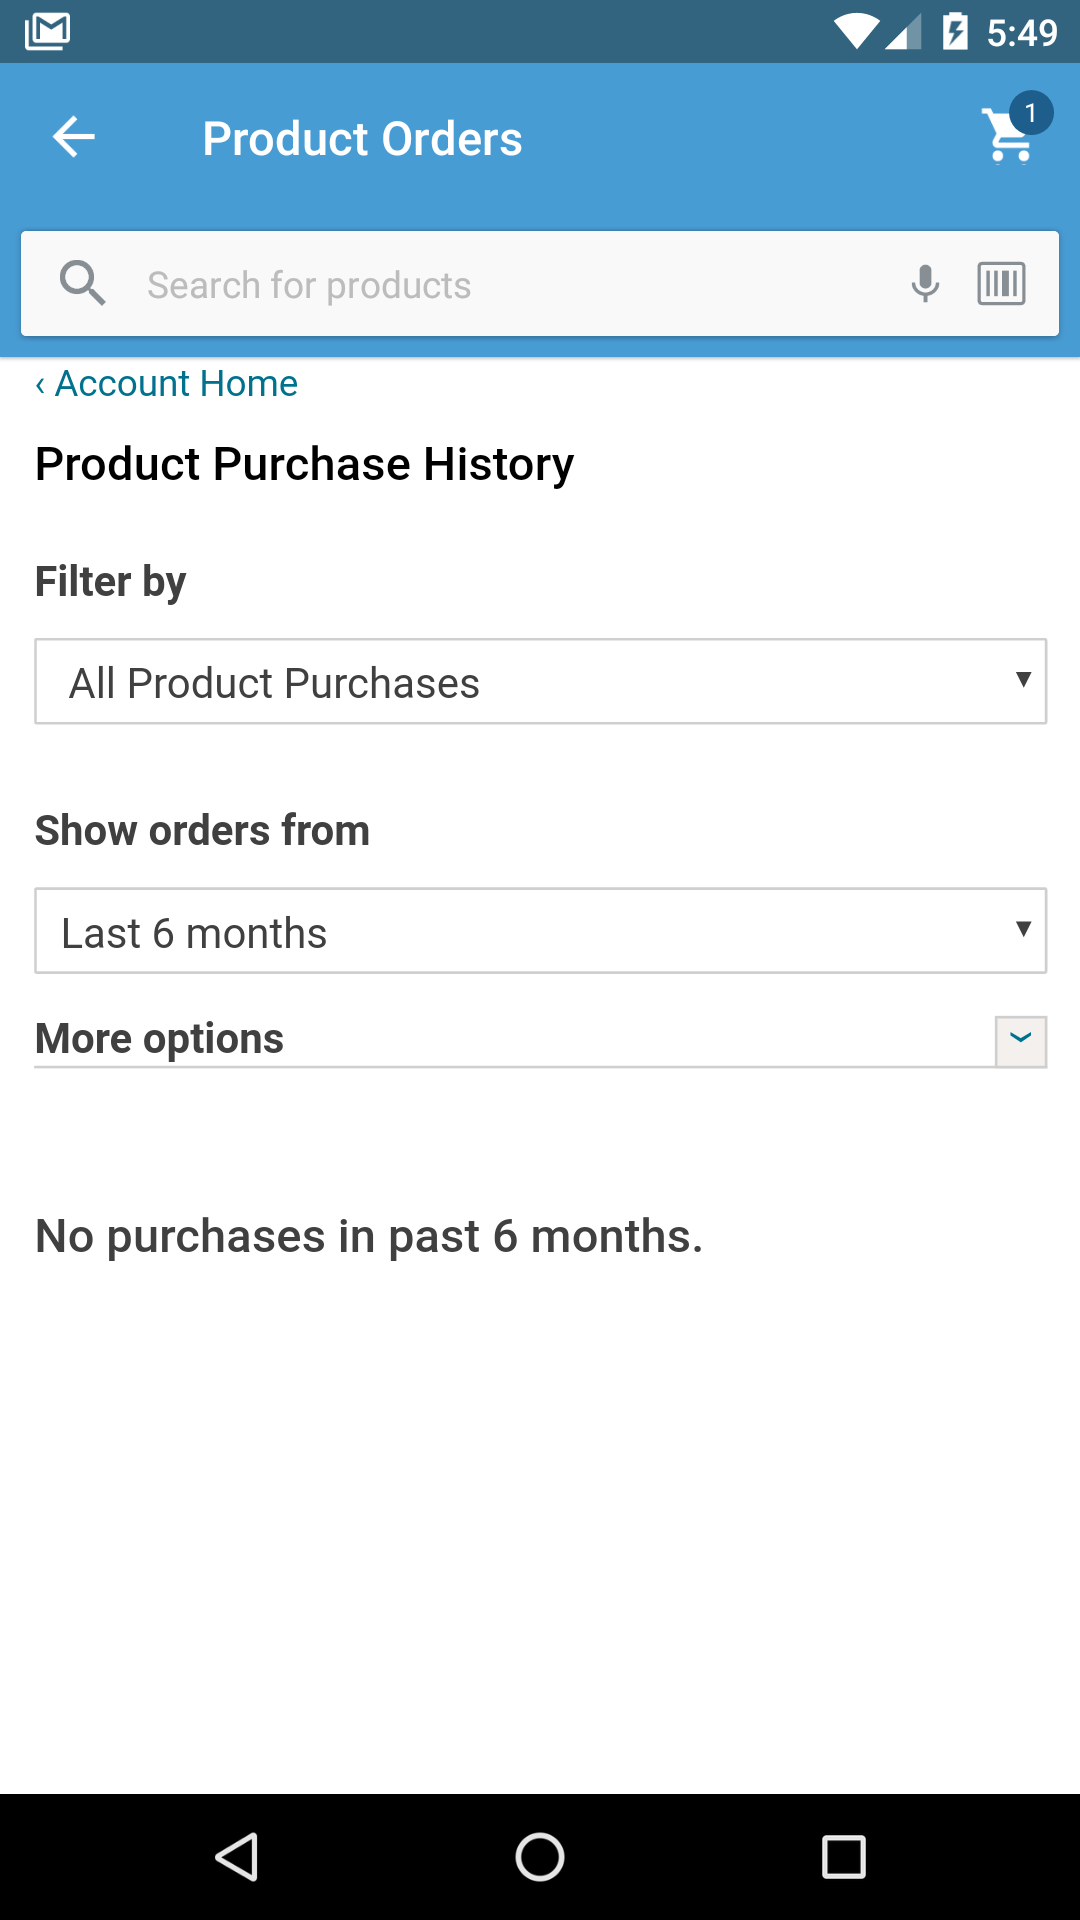 5:49
Product Orders
1
Search for products
‹ Account Home
Product Purchase History
Filter by
All Product Purchases
Show orders from
Last 6 months
More options
No purchases in past 6 months.